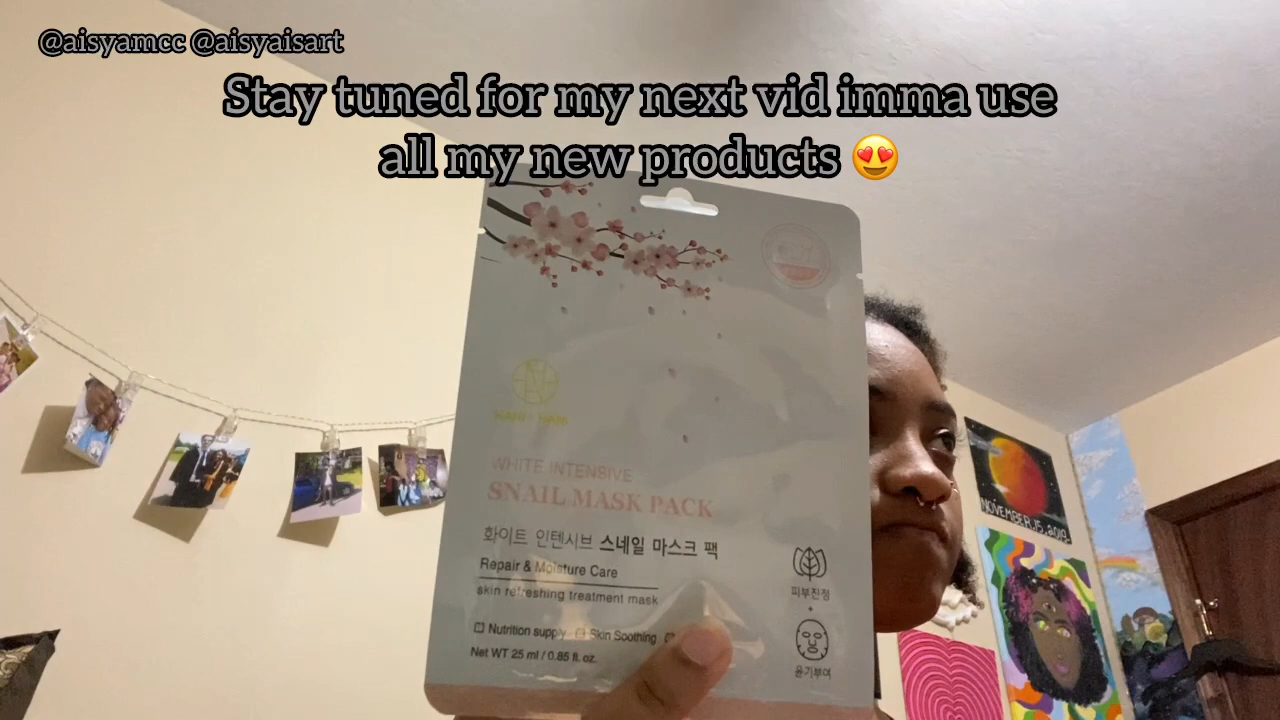 @aisyamcc @aisyaisart
Stay tuned for my next vid imma use
all my new products 😍
WHITE INTENSIVE
SNAIL MASK PACK
화이트 인텐시브 스네일 마스크 팩
Repair & Moisture Care
skin refreshing treatment mask
Nutrition supply Skin Soothing
Net WT 25 ml / 0.85 fl. oz.
피부진정
+
윤기부여
NOVEMBER 15, 2019